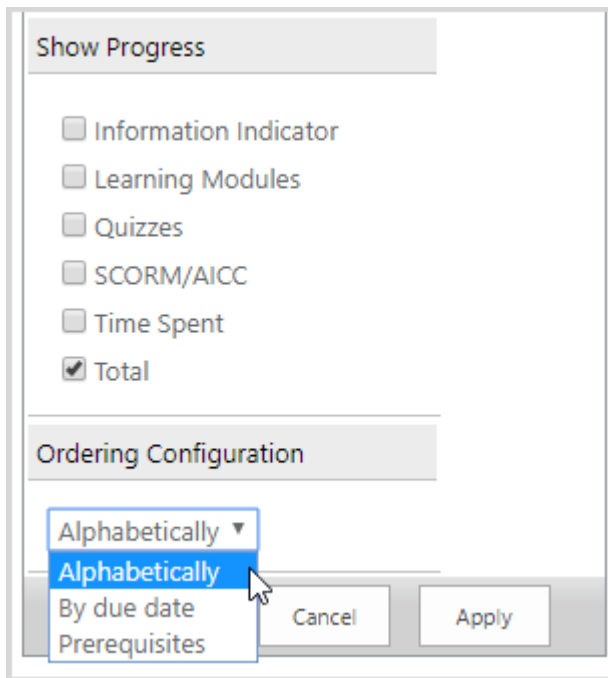 Show Progress
Information Indicator
Learning Modules
Quizzes
SCORM/AICC
Time Spent
Total
Ordering Configuration
Alphabetically
Alphabetically
By due date
Prerequisites
Cancel
Apply